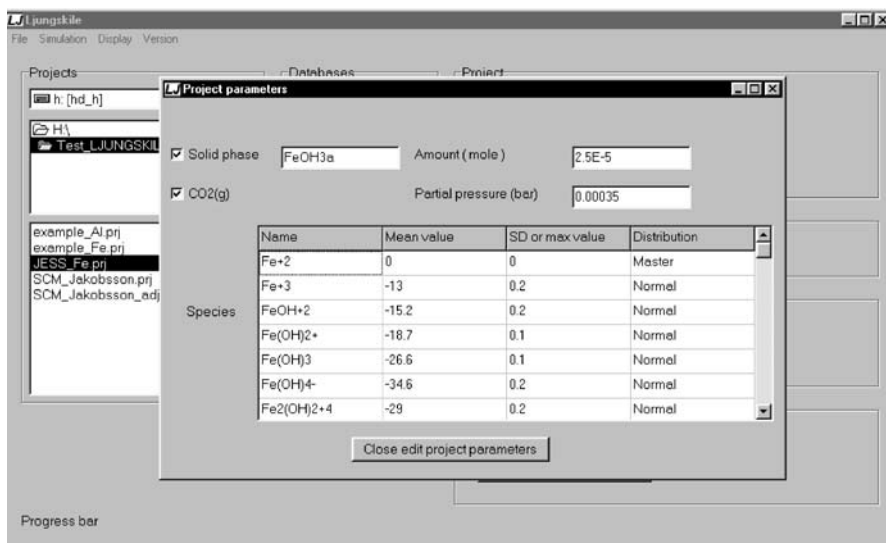 LJ Ljungskile
File Simulation Display Version
Projects
Databases
Project
h: [hd_h]
H:\
Test_LJUNGSKIL
example_Al.prj
example_Fe.prj
JESS_Fe.prj
SCM_Jakobsson.prj
SCM_Jakobsson_adj
LJ Project parameters
Solid phase FeOH3a Amount ( mole ) 2.5E-5
CO2(g) Partial pressure (bar) 0.00035
Species
Name Mean value SD or max value Distribution
Fe+2 0 0 Master
Fe+3 -13 0.2 Normal
FeOH+2 -15.2 0.2 Normal
Fe(OH)2+ -18.7 0.1 Normal
Fe(OH)3 -26.6 0.1 Normal
Fe(OH)4- -34.6 0.2 Normal
Fe2(OH)2+4 -29 0.2 Normal
Close edit project parameters
Progress bar